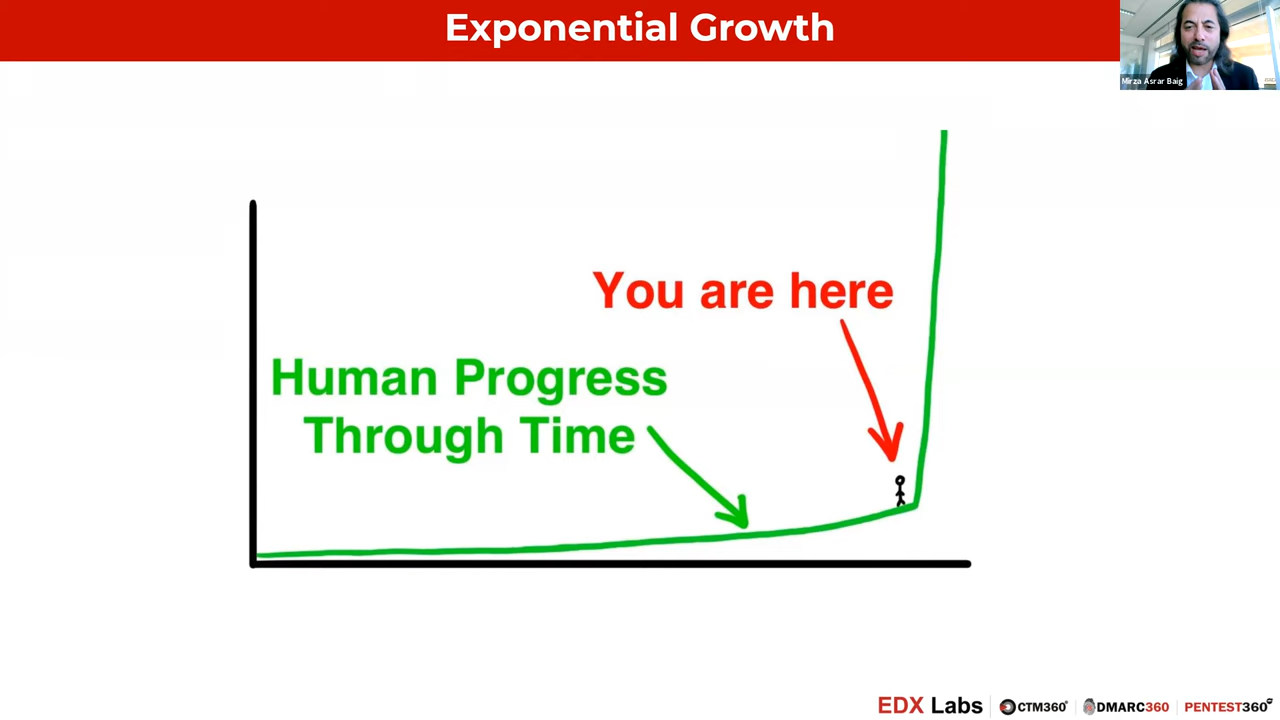 Exponential Growth
Mirza Asrar Baig
You are here
Human Progress
Through Time
EDX Labs
CTM360
DMARC360
PENTEST360